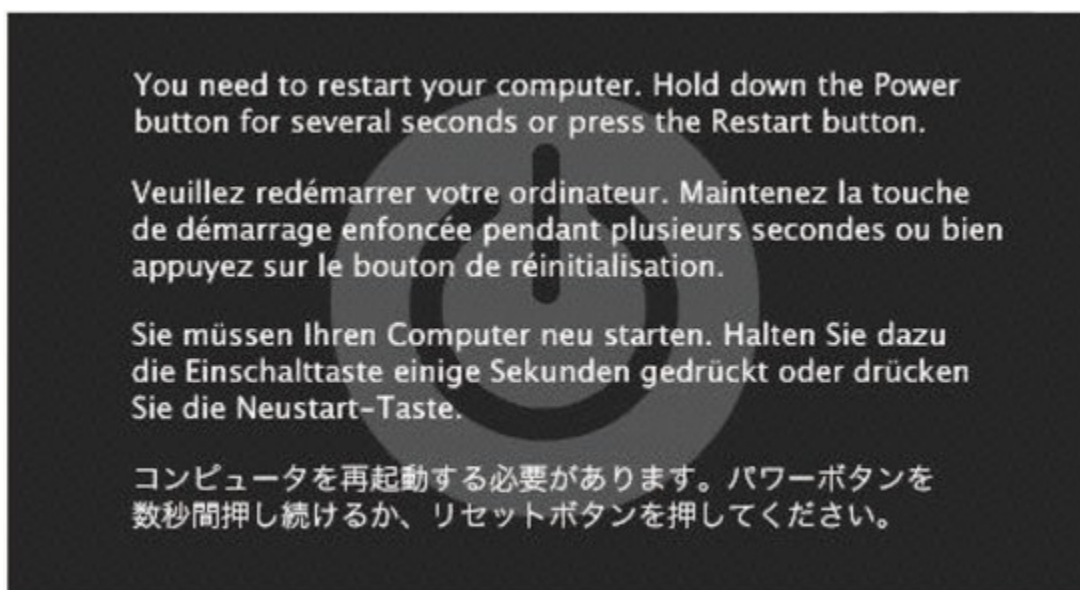 You need to restart your computer. Hold down the Power
button for several seconds or press the Restart button.
Veuillez redémarrer votre ordinateur. Maintenez la touche
de démarrage enfoncée pendant plusieurs secondes ou bien
appuyez sur le bouton de réinitialisation.
Sie müssen Ihren Computer neu starten. Halten Sie dazu
die Einschalttaste einige Sekunden gedrückt oder drücken
Sie die Neustart-Taste.
コンピュータを再起動する必要があります。パワーボタンを
数秒間押し続けるか、リセットボタンを押してください。